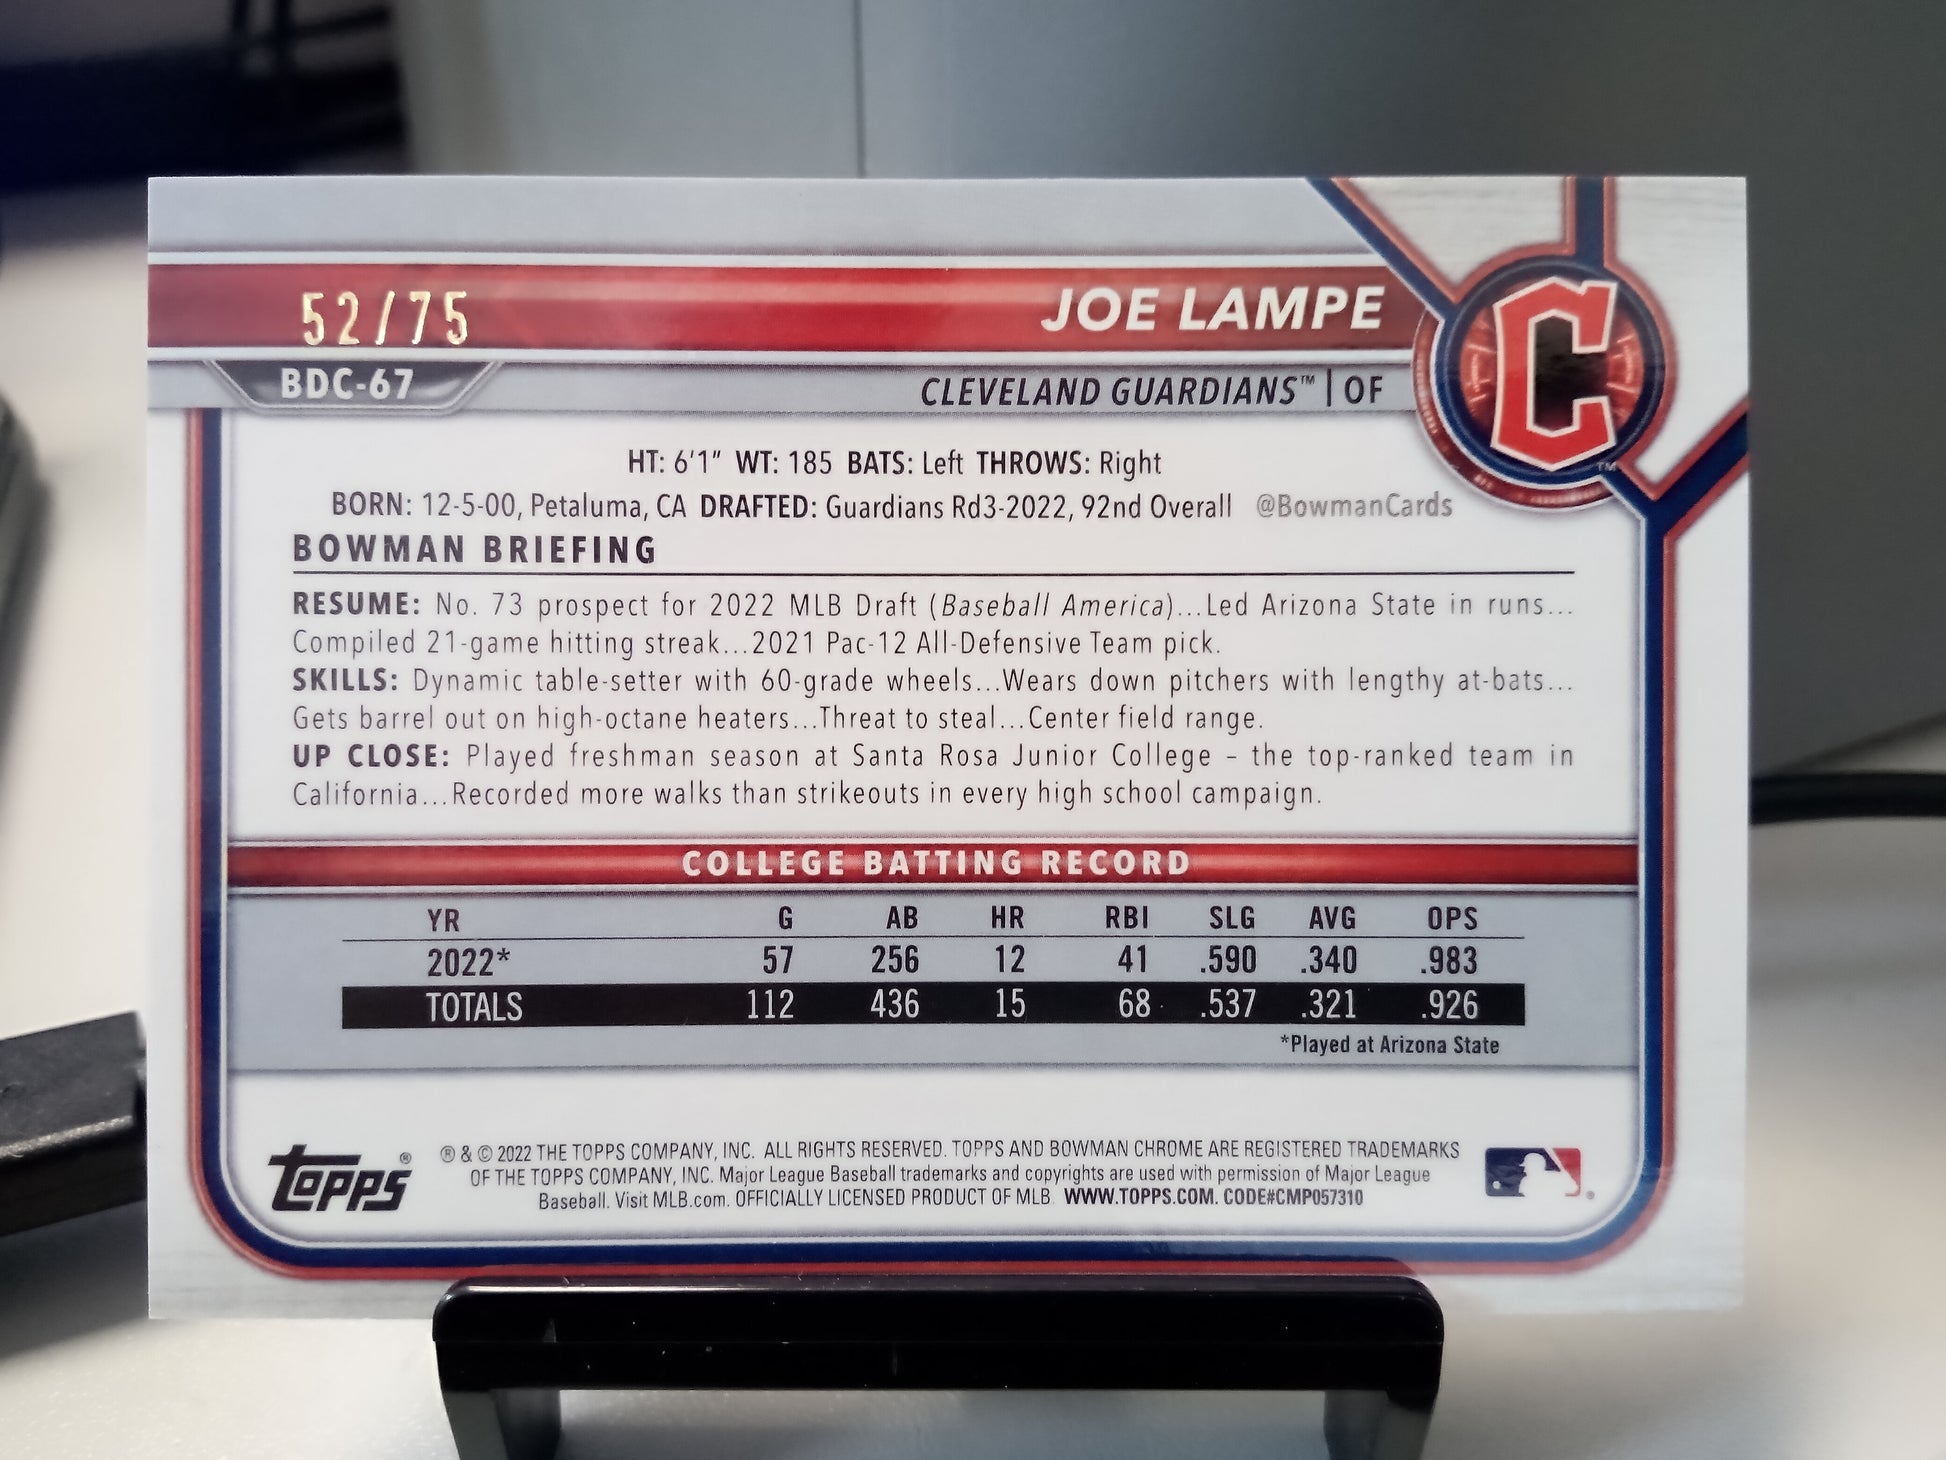 52/75
JOE LAMPE
BDC-67
CLEVELAND GUARDIANS™ | OF
C
™
HT: 6'1" WT: 185 BATS: Left THROWS: Right
BORN: 12-5-00, Petaluma, CA DRAFTED: Guardians Rd3-2022, 92nd Overall @BowmanCards
BOWMAN BRIEFING
RESUME: No. 73 prospect for 2022 MLB Draft (Baseball America)...Led Arizona State in runs...
Compiled 21-game hitting streak...2021 Pac-12 All-Defensive Team pick.
SKILLS: Dynamic table-setter with 60-grade wheels...Wears down pitchers with lengthy at-bats...
Gets barrel out on high-octane heaters...Threat to steal...Center field range.
UP CLOSE: Played freshman season at Santa Rosa Junior College – the top-ranked team in
California...Recorded more walks than strikeouts in every high school campaign.
COLLEGE BATTING RECORD
YR G AB HR RBI SLG AVG OPS
2022* 57 256 12 41 .590 .340 .983
TOTALS 112 436 15 68 .537 .321 .926
*Played at Arizona State
topps®
® & © 2022 THE TOPPS COMPANY, INC. ALL RIGHTS RESERVED. TOPPS AND BOWMAN CHROME ARE REGISTERED TRADEMARKS
OF THE TOPPS COMPANY, INC. Major League Baseball trademarks and copyrights are used with permission of Major League
Baseball. Visit MLB.com. OFFICIALLY LICENSED PRODUCT OF MLB. WWW.TOPPS.COM. CODE#CMP057310
®